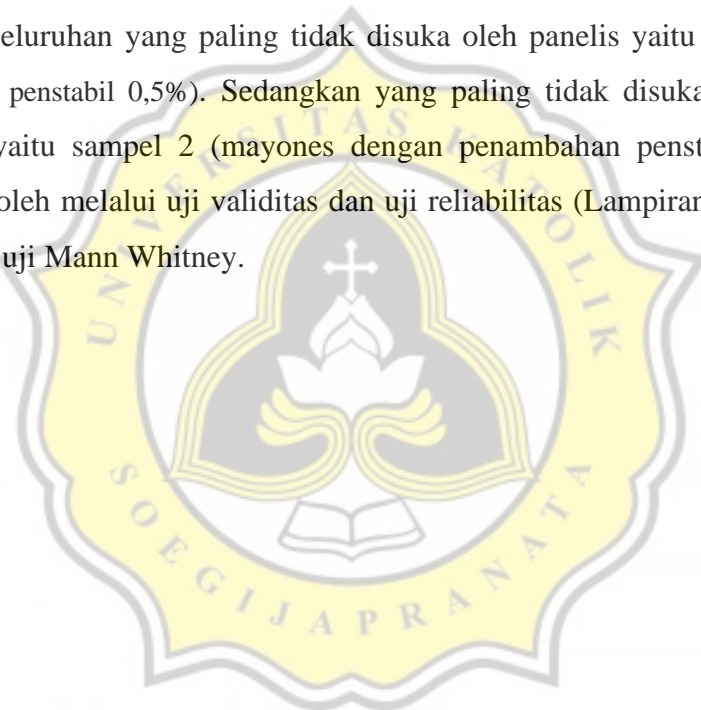 eluruhan yang paling tidak disuka oleh panelis yaitu
penstabil 0,5%). Sedangkan yang paling tidak disuka
yaitu sampel 2 (mayones dengan penambahan penst
oleh melalui uji validitas dan uji reliabilitas (Lampiran
uji Mann Whitney.
UNIVERSITAS KATOLIK
SOEGIJAPRANATA